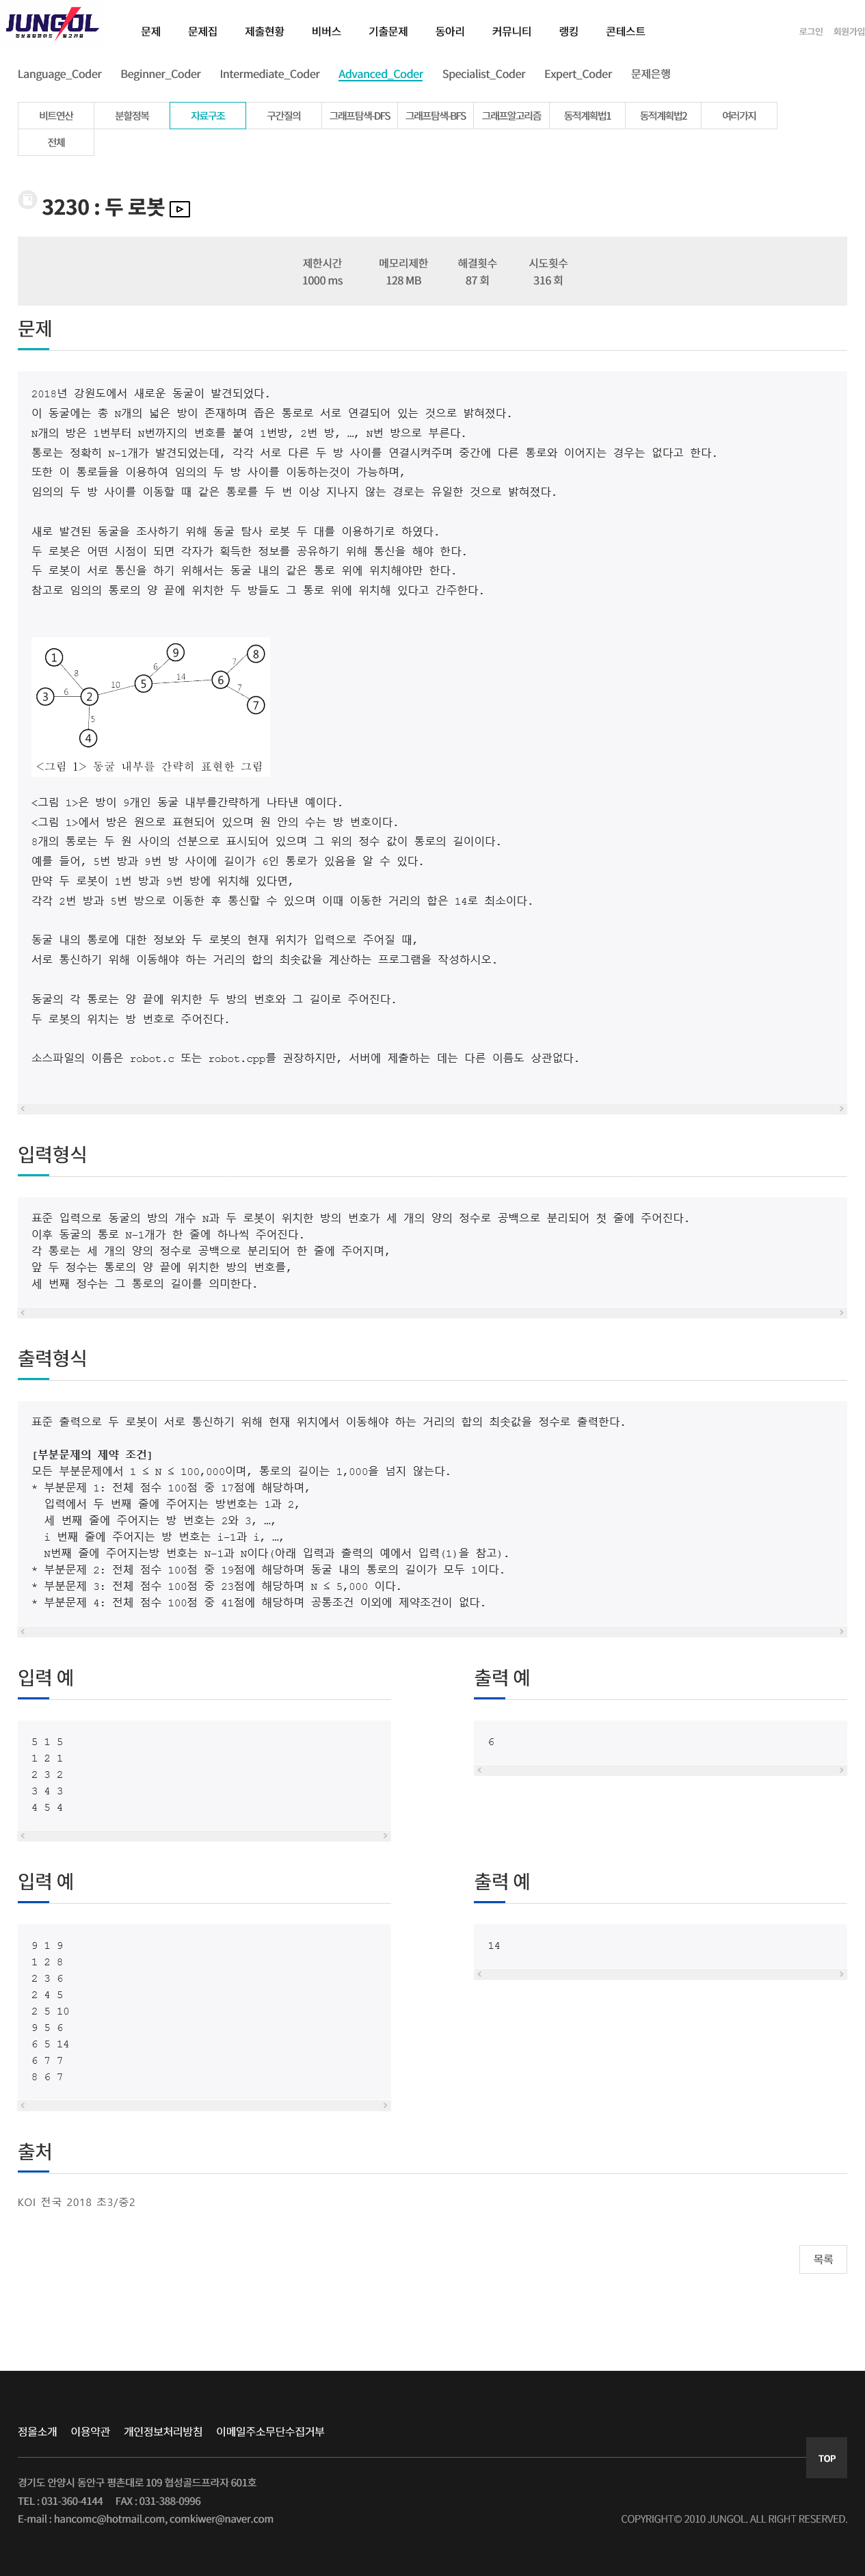 JUNGOL
정보올림피아드 참고서품
문제 문제집 제출현황 비버스 기출문제 동아리 커뮤니티 랭킹 콘테스트 로그인 회원가입
Language_Coder Beginner_Coder Intermediate_Coder Advanced_Coder Specialist_Coder Expert_Coder 문제은행
비트연산 분할정복 자료구조 구간질의 그래프탐색-DFS 그래프탐색-BFS 그래프알고리즘 동적계획법1 동적계획법2 여러가지
전체
3230 : 두 로봇
제한시간 메모리제한 해결횟수 시도횟수
1000 ms 128 MB 87 회 316 회
문제
2018년 강원도에서 새로운 동굴이 발견되었다.
이 동굴에는 총 N개의 넓은 방이 존재하며 좁은 통로로 서로 연결되어 있는 것으로 밝혀졌다.
N개의 방은 1번부터 N번까지의 번호를 붙여 1번방, 2번 방, …, N번 방으로 부른다.
통로는 정확히 N-1개가 발견되었는데, 각각 서로 다른 두 방 사이를 연결시켜주며 중간에 다른 통로와 이어지는 경우는 없다고 한다.
또한 이 통로들을 이용하여 임의의 두 방 사이를 이동하는것이 가능하며,
임의의 두 방 사이를 이동할 때 같은 통로를 두 번 이상 지나지 않는 경로는 유일한 것으로 밝혀졌다.
새로 발견된 동굴을 조사하기 위해 동굴 탐사 로봇 두 대를 이용하기로 하였다.
두 로봇은 어떤 시점이 되면 각자가 획득한 정보를 공유하기 위해 통신을 해야 한다.
두 로봇이 서로 통신을 하기 위해서는 동굴 내의 같은 통로 위에 위치해야만 한다.
참고로 임의의 통로의 양 끝에 위치한 두 방들도 그 통로 위에 위치해 있다고 간주한다.
1 9 8
8 6 7
10 5 14 6
3 6 2 7
7
5
4
<그림 1> 동굴 내부를 간략히 표현한 그림
<그림 1>은 방이 9개인 동굴 내부를간략하게 나타낸 예이다.
<그림 1>에서 방은 원으로 표현되어 있으며 원 안의 수는 방 번호이다.
8개의 통로는 두 원 사이의 선분으로 표시되어 있으며 그 위의 정수 값이 통로의 길이이다.
예를 들어, 5번 방과 9번 방 사이에 길이가 6인 통로가 있음을 알 수 있다.
만약 두 로봇이 1번 방과 9번 방에 위치해 있다면,
각각 2번 방과 5번 방으로 이동한 후 통신할 수 있으며 이때 이동한 거리의 합은 14로 최소이다.
동굴 내의 통로에 대한 정보와 두 로봇의 현재 위치가 입력으로 주어질 때,
서로 통신하기 위해 이동해야 하는 거리의 합의 최솟값을 계산하는 프로그램을 작성하시오.
동굴의 각 통로는 양 끝에 위치한 두 방의 번호와 그 길이로 주어진다.
두 로봇의 위치는 방 번호로 주어진다.
소스파일의 이름은 robot.c 또는 robot.cpp를 권장하지만, 서버에 제출하는 데는 다른 이름도 상관없다.
입력형식
표준 입력으로 동굴의 방의 개수 N과 두 로봇이 위치한 방의 번호가 세 개의 양의 정수로 공백으로 분리되어 첫 줄에 주어진다.
이후 동굴의 통로 N-1개가 한 줄에 하나씩 주어진다.
각 통로는 세 개의 양의 정수로 공백으로 분리되어 한 줄에 주어지며,
앞 두 정수는 통로의 양 끝에 위치한 방의 번호를,
세 번째 정수는 그 통로의 길이를 의미한다.
출력형식
표준 출력으로 두 로봇이 서로 통신하기 위해 현재 위치에서 이동해야 하는 거리의 합의 최솟값을 정수로 출력한다.
[부분문제의 제약 조건]
모든 부분문제에서 1 ≤ N ≤ 100,000이며, 통로의 길이는 1,000을 넘지 않는다.
* 부분문제 1: 전체 점수 100점 중 17점에 해당하며,
입력에서 두 번째 줄에 주어지는 방번호는 1과 2,
세 번째 줄에 주어지는 방 번호는 2와 3, …,
i 번째 줄에 주어지는 방 번호는 i-1과 i, …,
N번째 줄에 주어지는방 번호는 N-1과 N이다(아래 입력과 출력의 예에서 입력(1)을 참고).
* 부분문제 2: 전체 점수 100점 중 19점에 해당하며 동굴 내의 통로의 길이가 모두 1이다.
* 부분문제 3: 전체 점수 100점 중 23점에 해당하며 N ≤ 5,000 이다.
* 부분문제 4: 전체 점수 100점 중 41점에 해당하며 공통조건 이외에 제약조건이 없다.
입력 예 출력 예
5 1 5 6
1 2 1
2 3 2
3 4 3
4 5 4
입력 예 출력 예
9 1 9 14
1 2 8
2 3 6
2 4 5
2 5 10
9 5 6
6 5 14
6 7 7
8 6 7
출처
KOI 전국 2018 초3/중2
목록
정올소개 이용약관 개인정보처리방침 이메일주소무단수집거부
TOP
경기도 안양시 동안구 평촌대로 109 협성골드프라자 601호
TEL : 031-360-4144 FAX : 031-388-0996
E-mail : hancomc@hotmail.com, comkiwer@naver.com COPYRIGHT© 2010 JUNGOL. ALL RIGHT RESERVED.